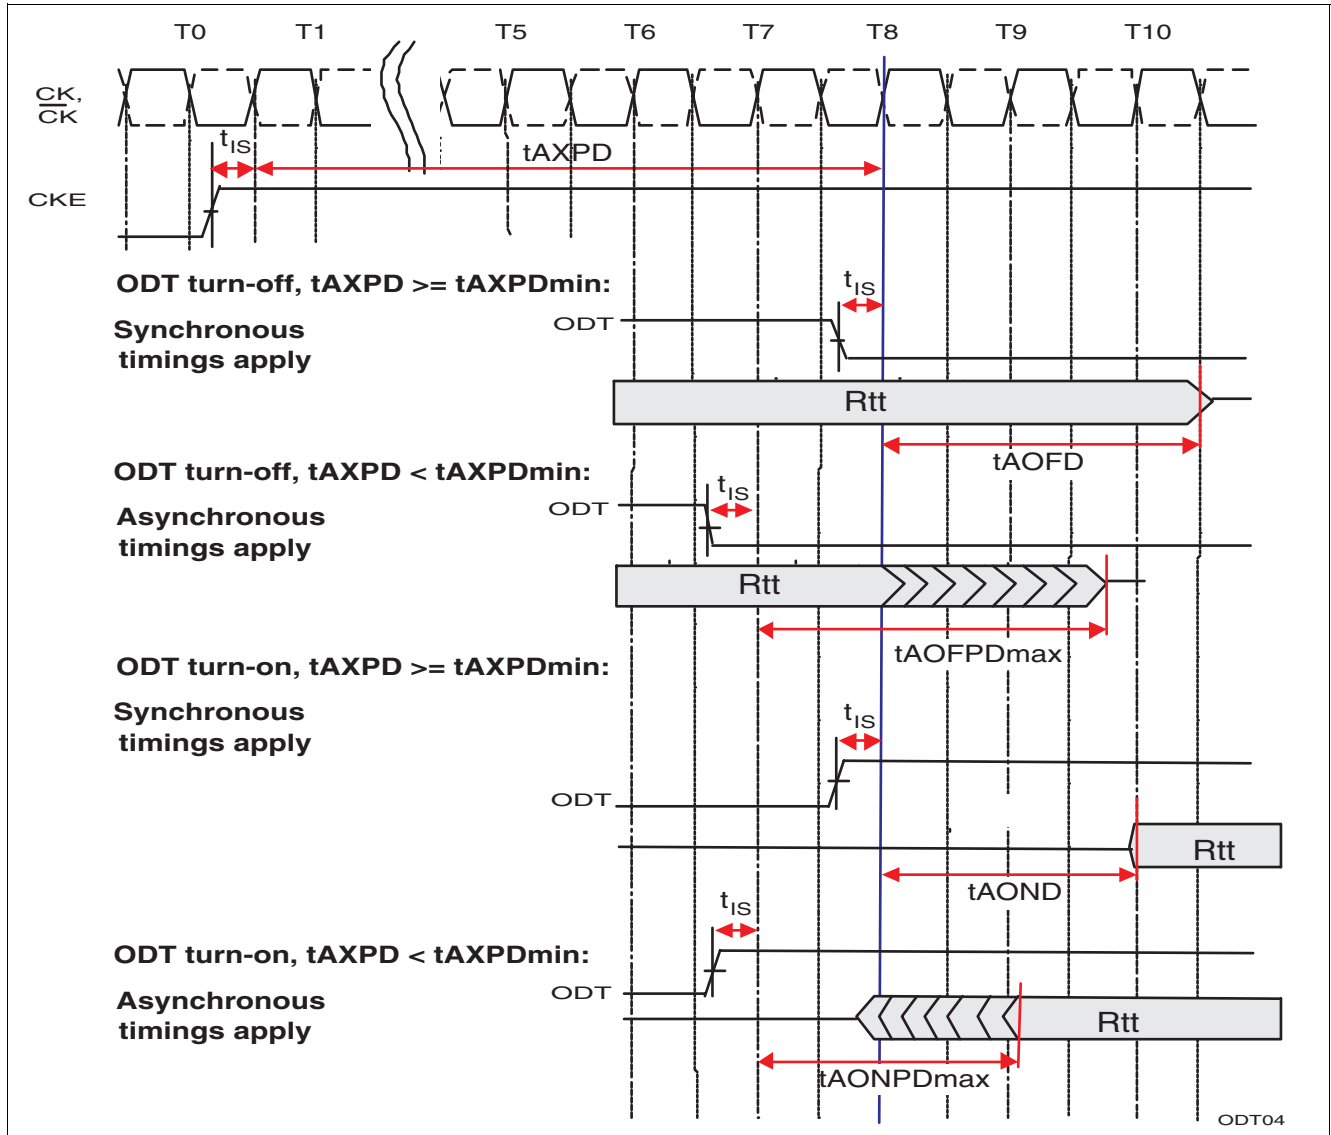 T0 T1 T5 T6 T7 T8 T9 T10
CK,
CK
tIS
tAXPD
CKE
ODT turn-off, tAXPD >= tAXPDmin:
tIS
Synchronous
timings apply
ODT
Rtt
tAOFD
ODT turn-off, tAXPD < tAXPDmin:
tIS
ODT
Asynchronous
timings apply
Rtt
tAOFPDmax
ODT turn-on, tAXPD >= tAXPDmin:
Synchronous
timings apply
tIS
ODT
Rtt
tAOND
tIS
ODT turn-on, tAXPD < tAXPDmin:
ODT
Asynchronous
timings apply
Rtt
tAONPDmax
ODT04